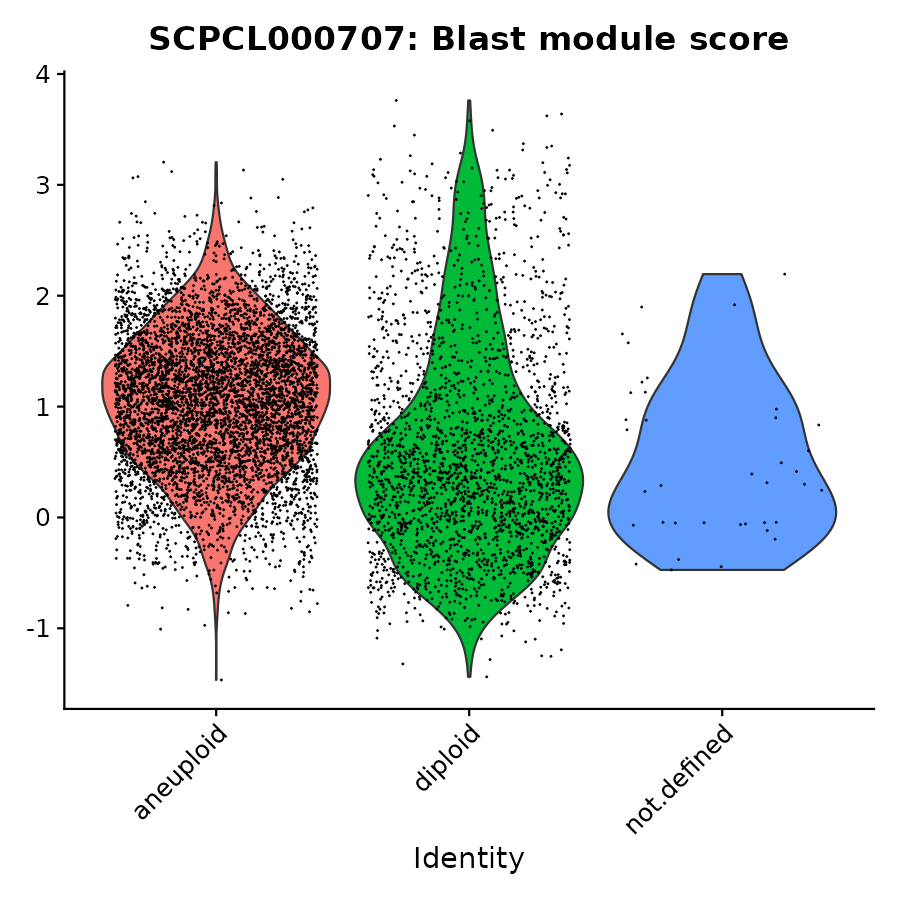 SCPCL000707: Blast module score
4
3
2
1
0
-1
aneuploid
diploid
not.defined
Identity